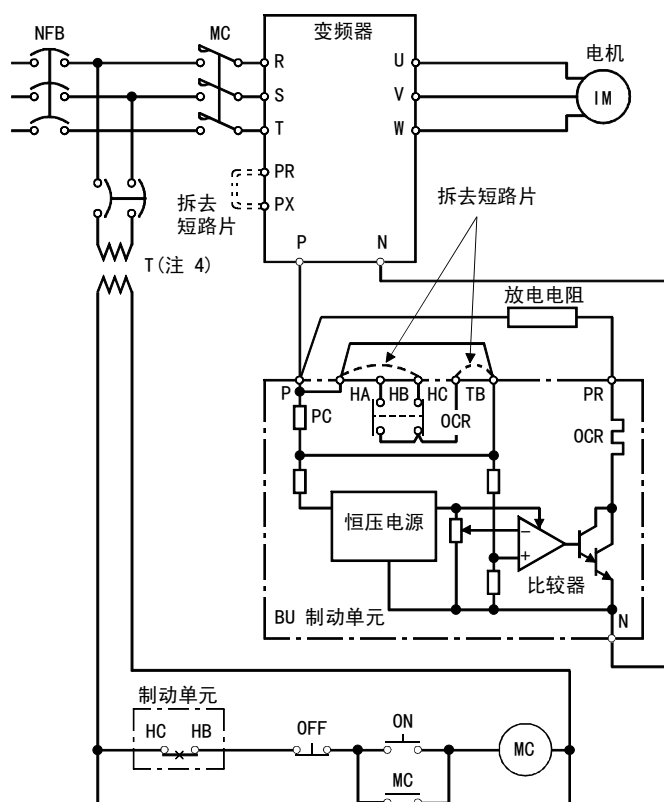 变频器
NFB
MC
R
U
电机
S
V
IM
T
W
PR
PX
拆去
短路片
拆去短路片
P
N
T(注 4)
放电电阻
P
HA
HB
HC
TB
PR
PC
OCR
OCR
恒压电源
-
+
比较器
BU 制动单元
N
制动单元
HC
HB
OFF
ON
MC
MC